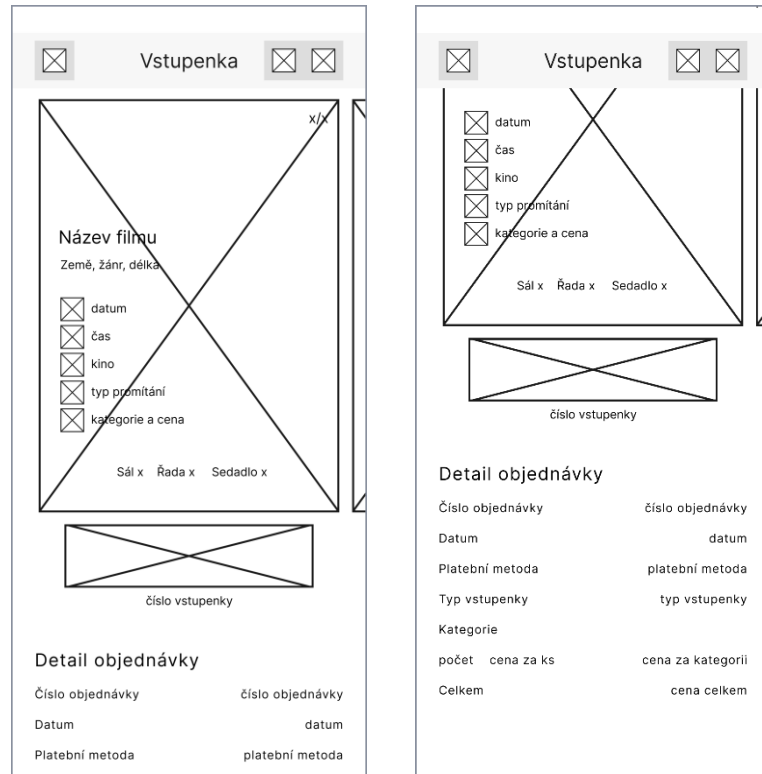 Vstupenka
x/x
Název filmu
Země, žánr, délka
datum
čas
kino
typ promítání
kategorie a cena
Sál x Řada x Sedadlo x
číslo vstupenky
Detail objednávky
Číslo objednávky číslo objednávky
Datum datum
Platební metoda platební metoda
Vstupenka
datum
čas
kino
typ promítání
kategorie a cena
Sál x Řada x Sedadlo x
číslo vstupenky
Detail objednávky
Číslo objednávky číslo objednávky
Datum datum
Platební metoda platební metoda
Typ vstupenky typ vstupenky
Kategorie
počet cena za ks cena za kategorii
Celkem cena celkem